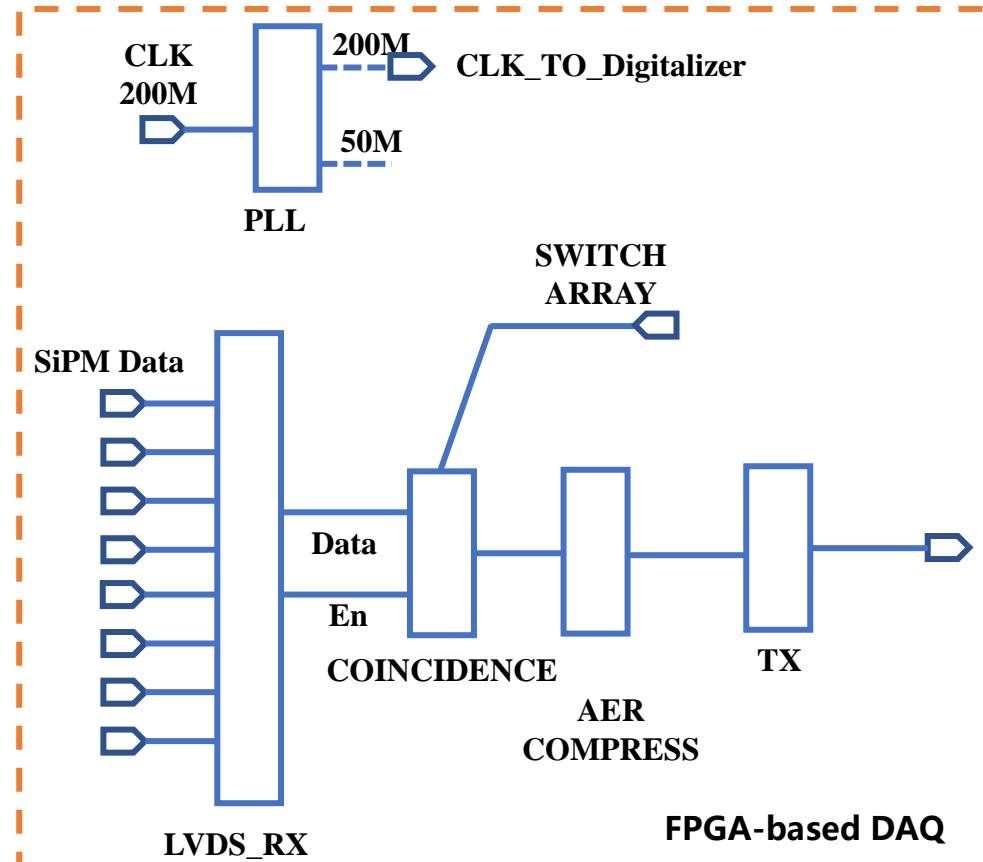 CLK
200M
200M
CLK_TO_Digitalizer
50M
PLL
SWITCH
ARRAY
SiPM Data
Data
En
COINCIDENCE
TX
AER
COMPRESS
FPGA-based DAQ
LVDS_RX